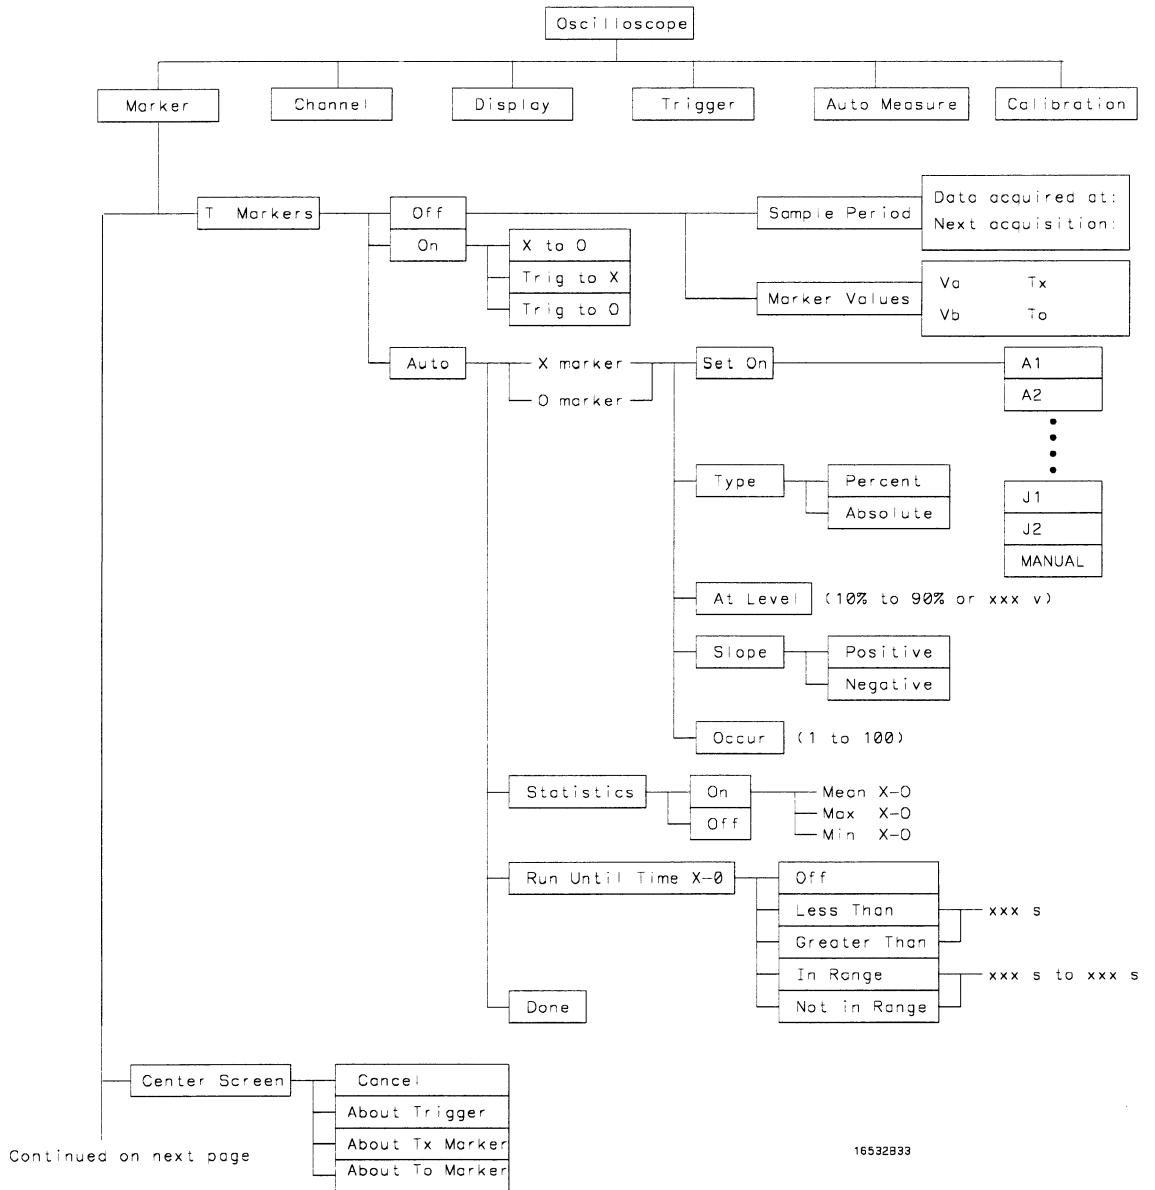 Oscilloscope
Marker
Channel
Display
Trigger
Auto Measure
Calibration
T Markers
Off
On
X to O
Trig to X
Trig to O
Sample Period
Data acquired at:
Next acquisition:
Marker Values
Va Tx
Vb To
Auto
X marker
O marker
Set On
A1
A2
J1
J2
MANUAL
Type
Percent
Absolute
At Level (10% to 90% or xxx v)
Slope
Positive
Negative
Occur (1 to 100)
Statistics
On
Off
Mean X-O
Max X-O
Min X-O
Run Until Time X-0
Off
Less Than
Greater Than
xxx s
In Range
Not in Range
xxx s to xxx s
Done
Center Screen
Cancel
About Trigger
About Tx Marker
About To Marker
Continued on next page
16532B33